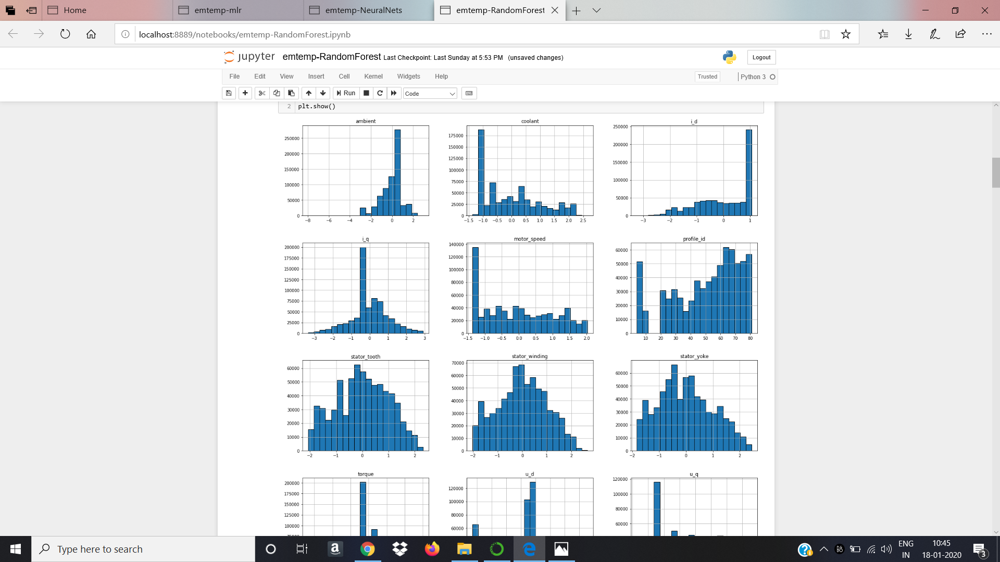 Home emtemp-mlr emtemp-NeuralNets emtemp-RandomForest
localhost:8889/notebooks/emtemp-RandomForest.ipynb
jupyter emtemp-RandomForest Last Checkpoint: Last Sunday at 5:53 PM (unsaved changes) Logout
File Edit View Insert Cell Kernel Widgets Help Trusted Python 3
Run Code
2 plt.show()
ambient coolant i_d
250000 200000 150000 100000 50000 0
−8 −6 −4 −2 0 2
175000 150000 125000 100000 75000 50000 25000 0
−1.5 −1.0 −0.5 0.0 0.5 1.0 1.5 2.0 2.5
250000 200000 150000 100000 50000 0
−3 −2 −1 0 1
i_q motor_speed profile_id
200000 175000 150000 125000 100000 75000 50000 25000 0
−3 −2 −1 0 1 2 3
140000 120000 100000 80000 60000 40000 20000 0
−1.5 −1.0 −0.5 0.0 0.5 1.0 1.5 2.0
60000 50000 40000 30000 20000 10000 0
10 20 30 40 50 60 70 80
stator_tooth stator_winding stator_yoke
60000 50000 40000 30000 20000 10000 0
−2 −1 0 1 2
70000 60000 50000 40000 30000 20000 10000 0
−2 −1 0 1 2
60000 50000 40000 30000 20000 10000 0
−2 −1 0 1 2
torque u_d u_q
200000 175000 150000 125000 100000 75000
120000 100000 80000 60000
120000 100000 80000 60000
Type here to search
ENG 10:45
IN 18-01-2020 3